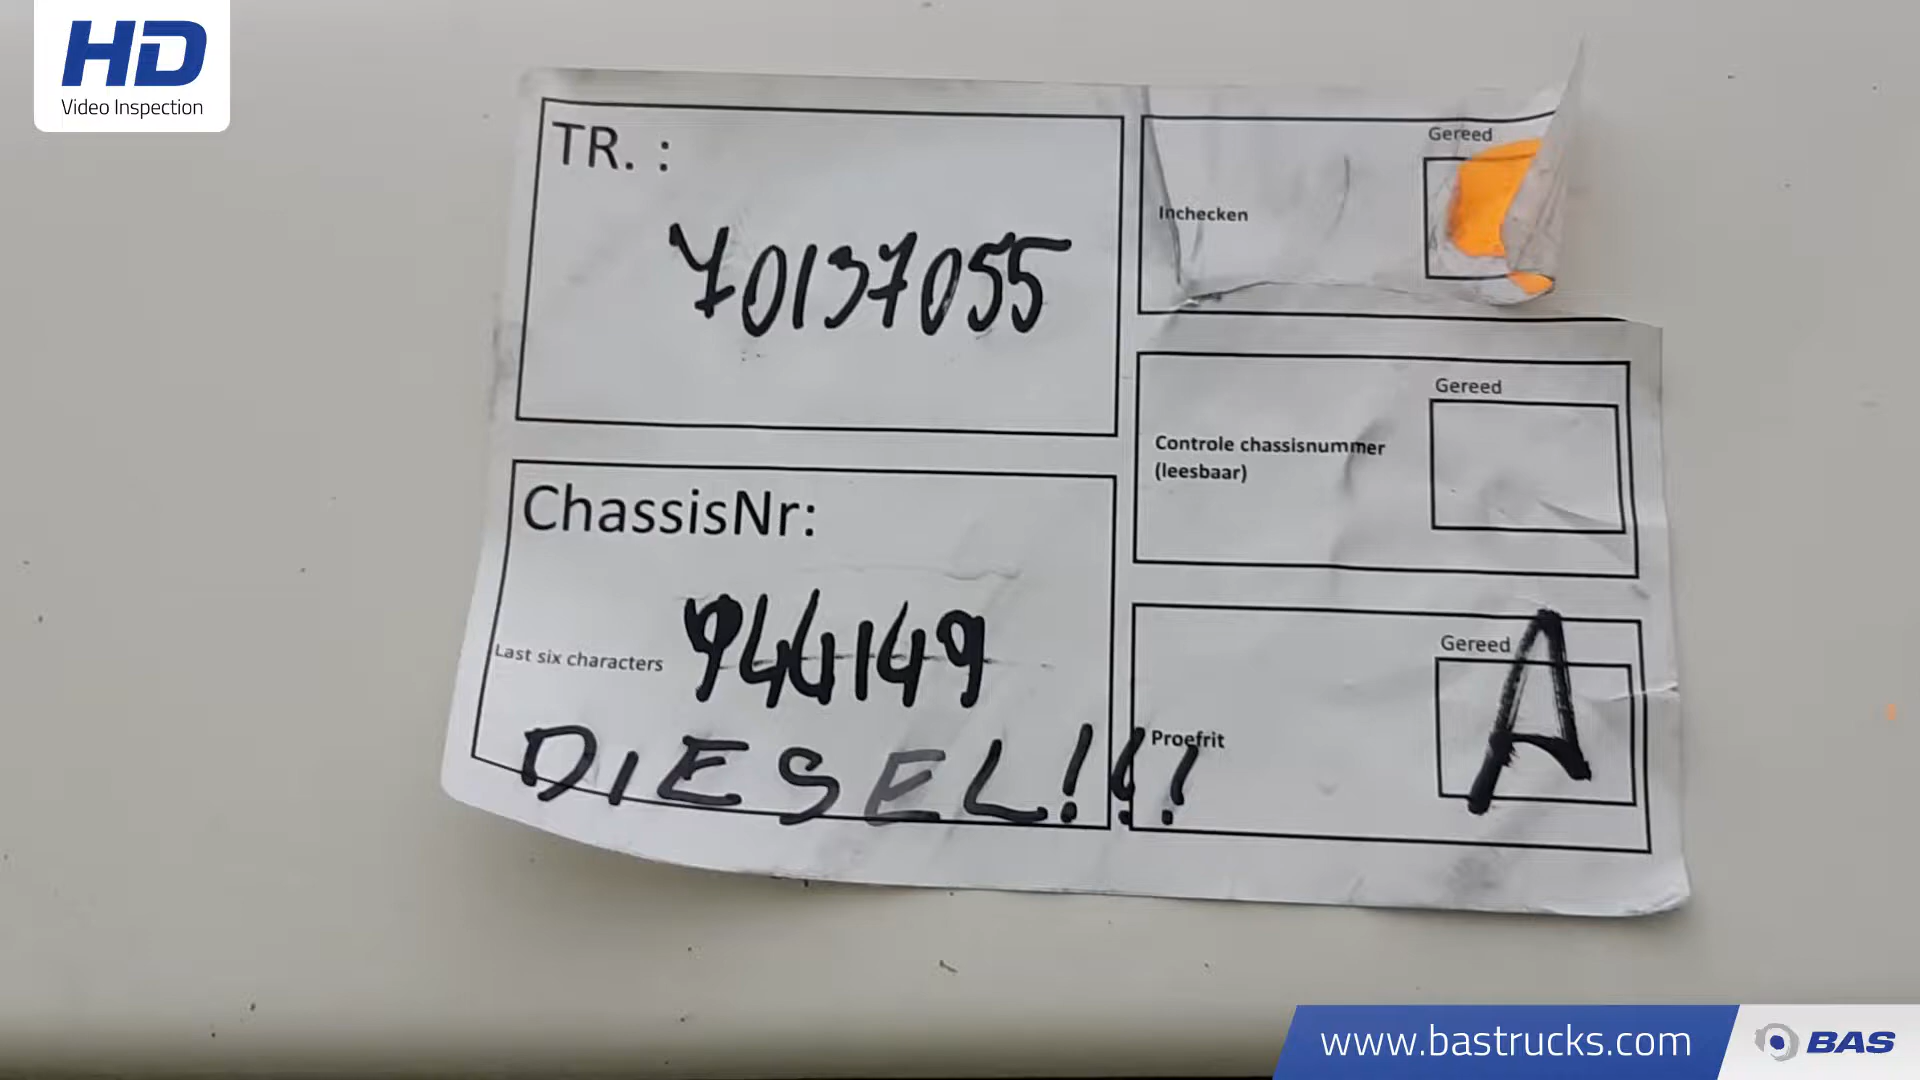 HD
Video Inspection
TR. :
70137055
ChassisNr:
Last six characters
944149
DIESEL!!!
Gereed
Inchecken
Gereed
Controle chassisnummer
(leesbaar)
Gereed
Proefrit
A
www.bastrucks.com
BAS